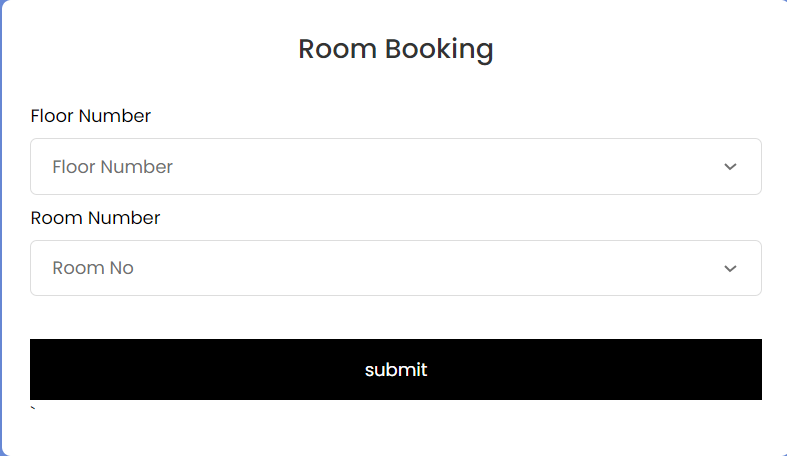 Room Booking
Floor Number
Floor Number
Room Number
Room No
submit
`